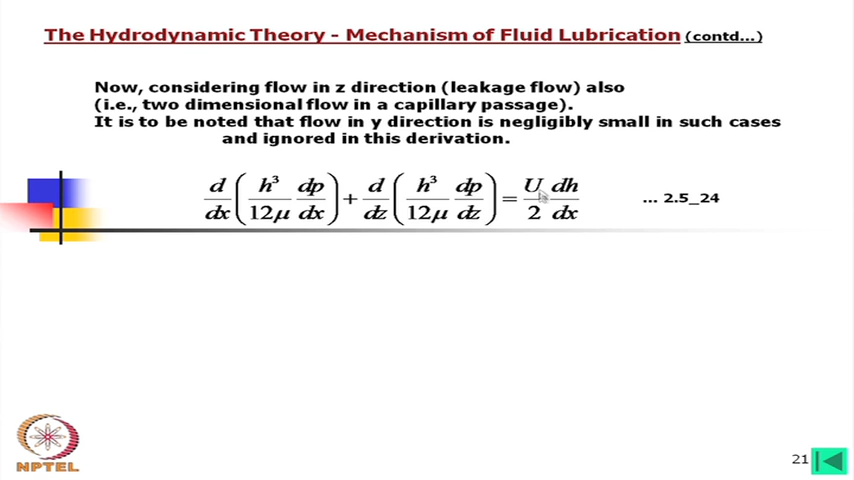 The Hydrodynamic Theory - Mechanism of Fluid Lubrication (contd...)
Now, considering flow in z direction (leakage flow) also
(i.e., two dimensional flow in a capillary passage).
It is to be noted that flow in y direction is negligibly small in such cases
and ignored in this derivation.
d/dx (h³/12μ dp/dx) + d/dz (h³/12μ dp/dz) = U/2 dh/dx ... 2.5_24
NPTEL
21